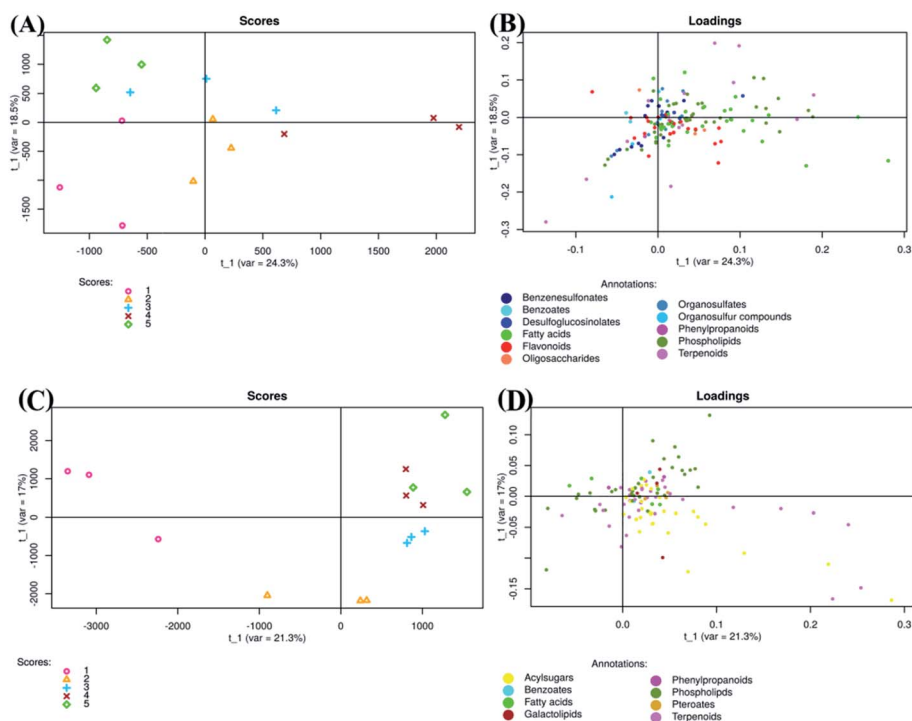 (A)
Scores
1000
500
0
-500
-1500
t_1 (var = 18.5%)
-1000
-500
0
500
1000
1500
2000
t_1 (var = 24.3%)
Scores:
1
2
3
4
5
(B)
Loadings
0.2
0.1
0.0
-0.1
-0.2
-0.3
t_1 (var = 18.5%)
-0.1
0.0
0.1
0.2
0.3
t_1 (var = 24.3%)
Annotations:
Benzenesulfonates
Benzoates
Desulfoglucosinolates
Fatty acids
Flavonoids
Oligosaccharides
Organosulfates
Organosulfur compounds
Phenylpropanoids
Phospholipids
Terpenoids
(C)
Scores
2000
1000
0
-1000
-2000
t_1 (var = 17%)
-3000
-2000
-1000
0
1000
t_1 (var = 21.3%)
Scores:
1
2
3
4
5
(D)
Loadings
0.10
0.05
0.00
-0.05
-0.15
t_1 (var = 17%)
0.0
0.1
0.2
0.3
t_1 (var = 21.3%)
Annotations:
Acylsugars
Benzoates
Fatty acids
Galactolipids
Phenylpropanoids
Phospholipds
Pteroates
Terpenoids